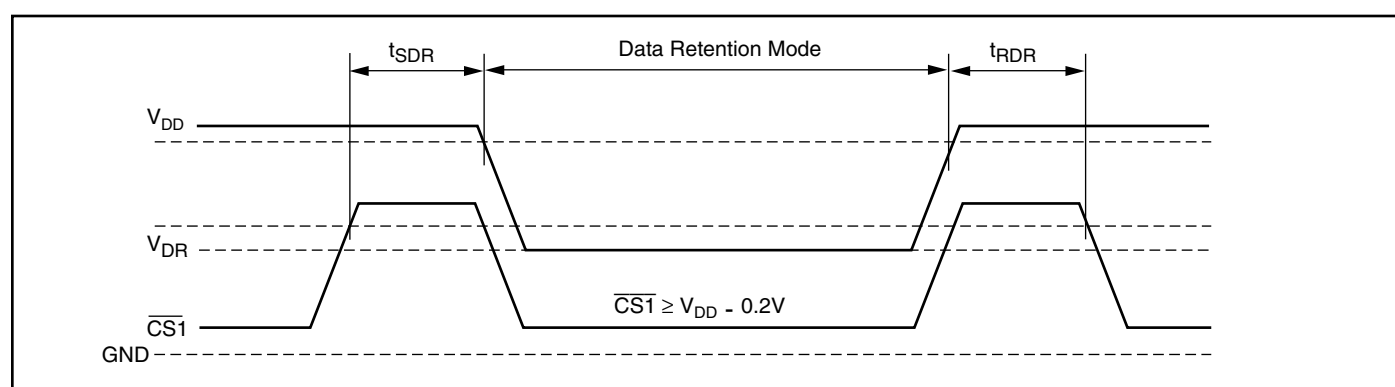 tSDR
Data Retention Mode
tRDR
VDD
VDR
CS1 ≥ VDD - 0.2V
CS1
GND